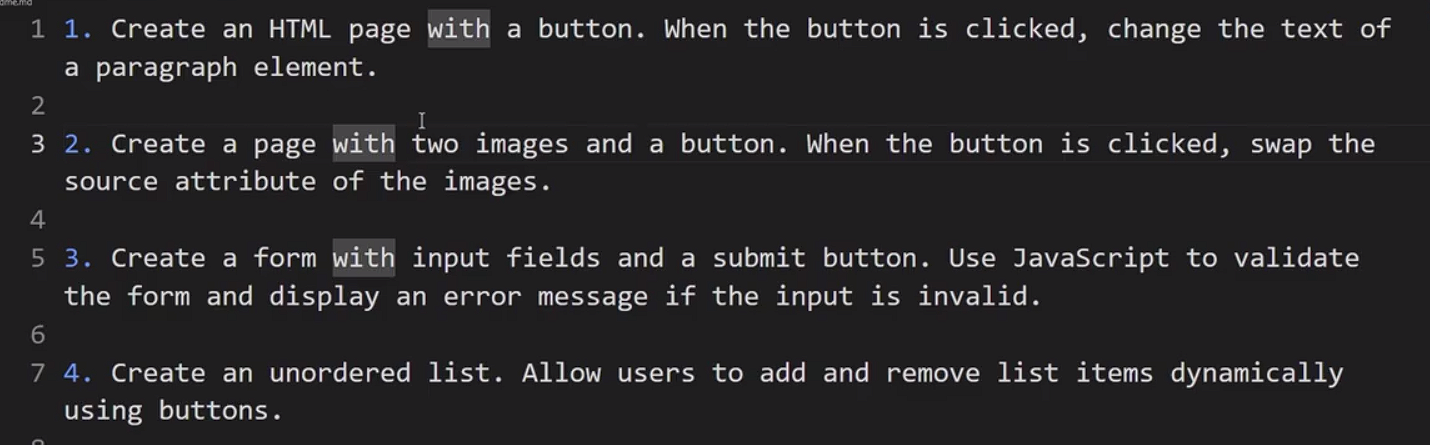 dme.md
1 1. Create an HTML page with a button. When the button is clicked, change the text of
a paragraph element.
2
3 2. Create a page with two images and a button. When the button is clicked, swap the
source attribute of the images.
4
5 3. Create a form with input fields and a submit button. Use JavaScript to validate
the form and display an error message if the input is invalid.
6
7 4. Create an unordered list. Allow users to add and remove list items dynamically
using buttons.